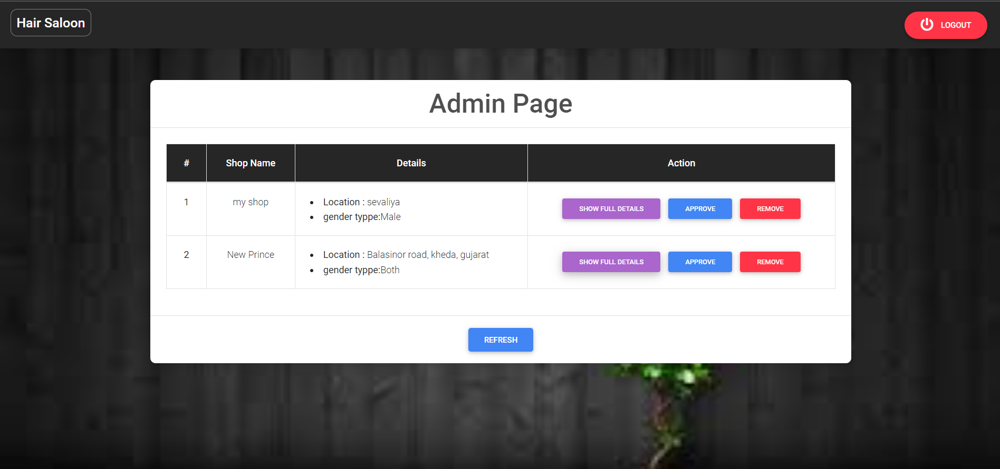 Hair Saloon
LOGOUT
Admin Page
# Shop Name Details Action
1 my shop
Location : sevaliya
gender typpe:Male
SHOW FULL DETAILS APPROVE REMOVE
2 New Prince
Location : Balasinor road, kheda, gujarat
gender typpe:Both
SHOW FULL DETAILS APPROVE REMOVE
REFRESH